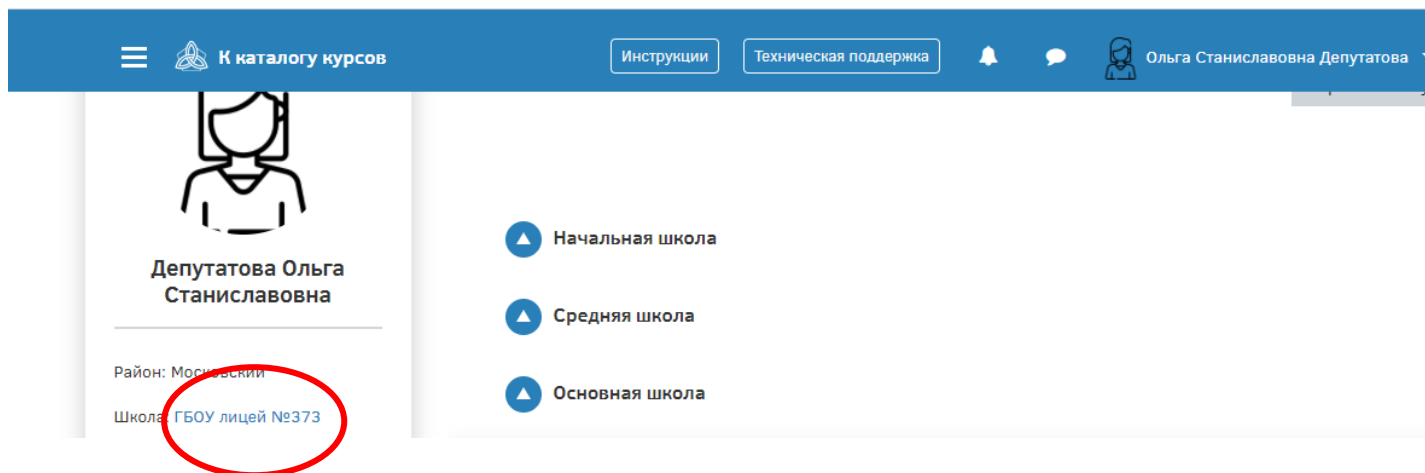 К каталогу курсов
Инструкции
Техническая поддержка
Ольга Станиславовна Депутатова
Депутатова Ольга
Станиславовна
Район: Московский
Школа: ГБОУ лицей №373
Начальная школа
Средняя школа
Основная школа